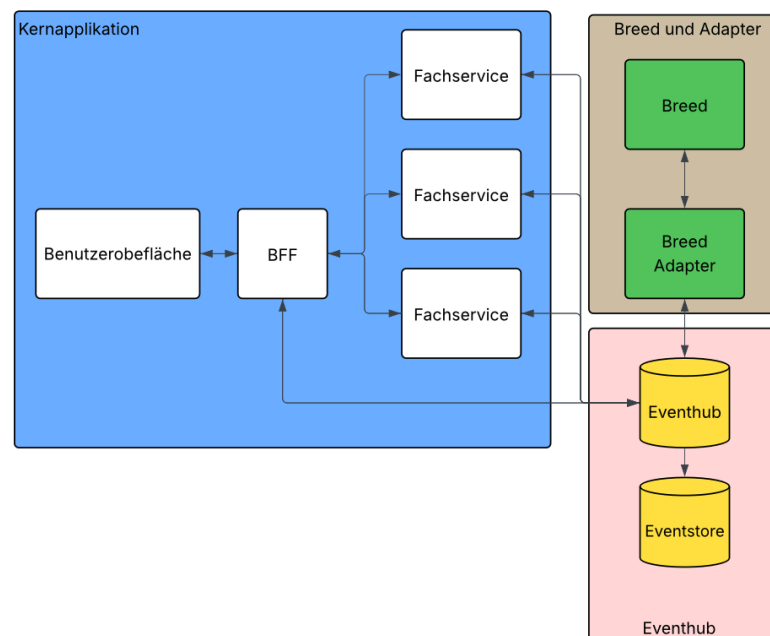 Kernapplikation
Breed und Adapter
Fachservice
Breed
Fachservice
Benutzerobefläche
BFF
Breed
Adapter
Fachservice
Eventhub
Eventstore
Eventhub